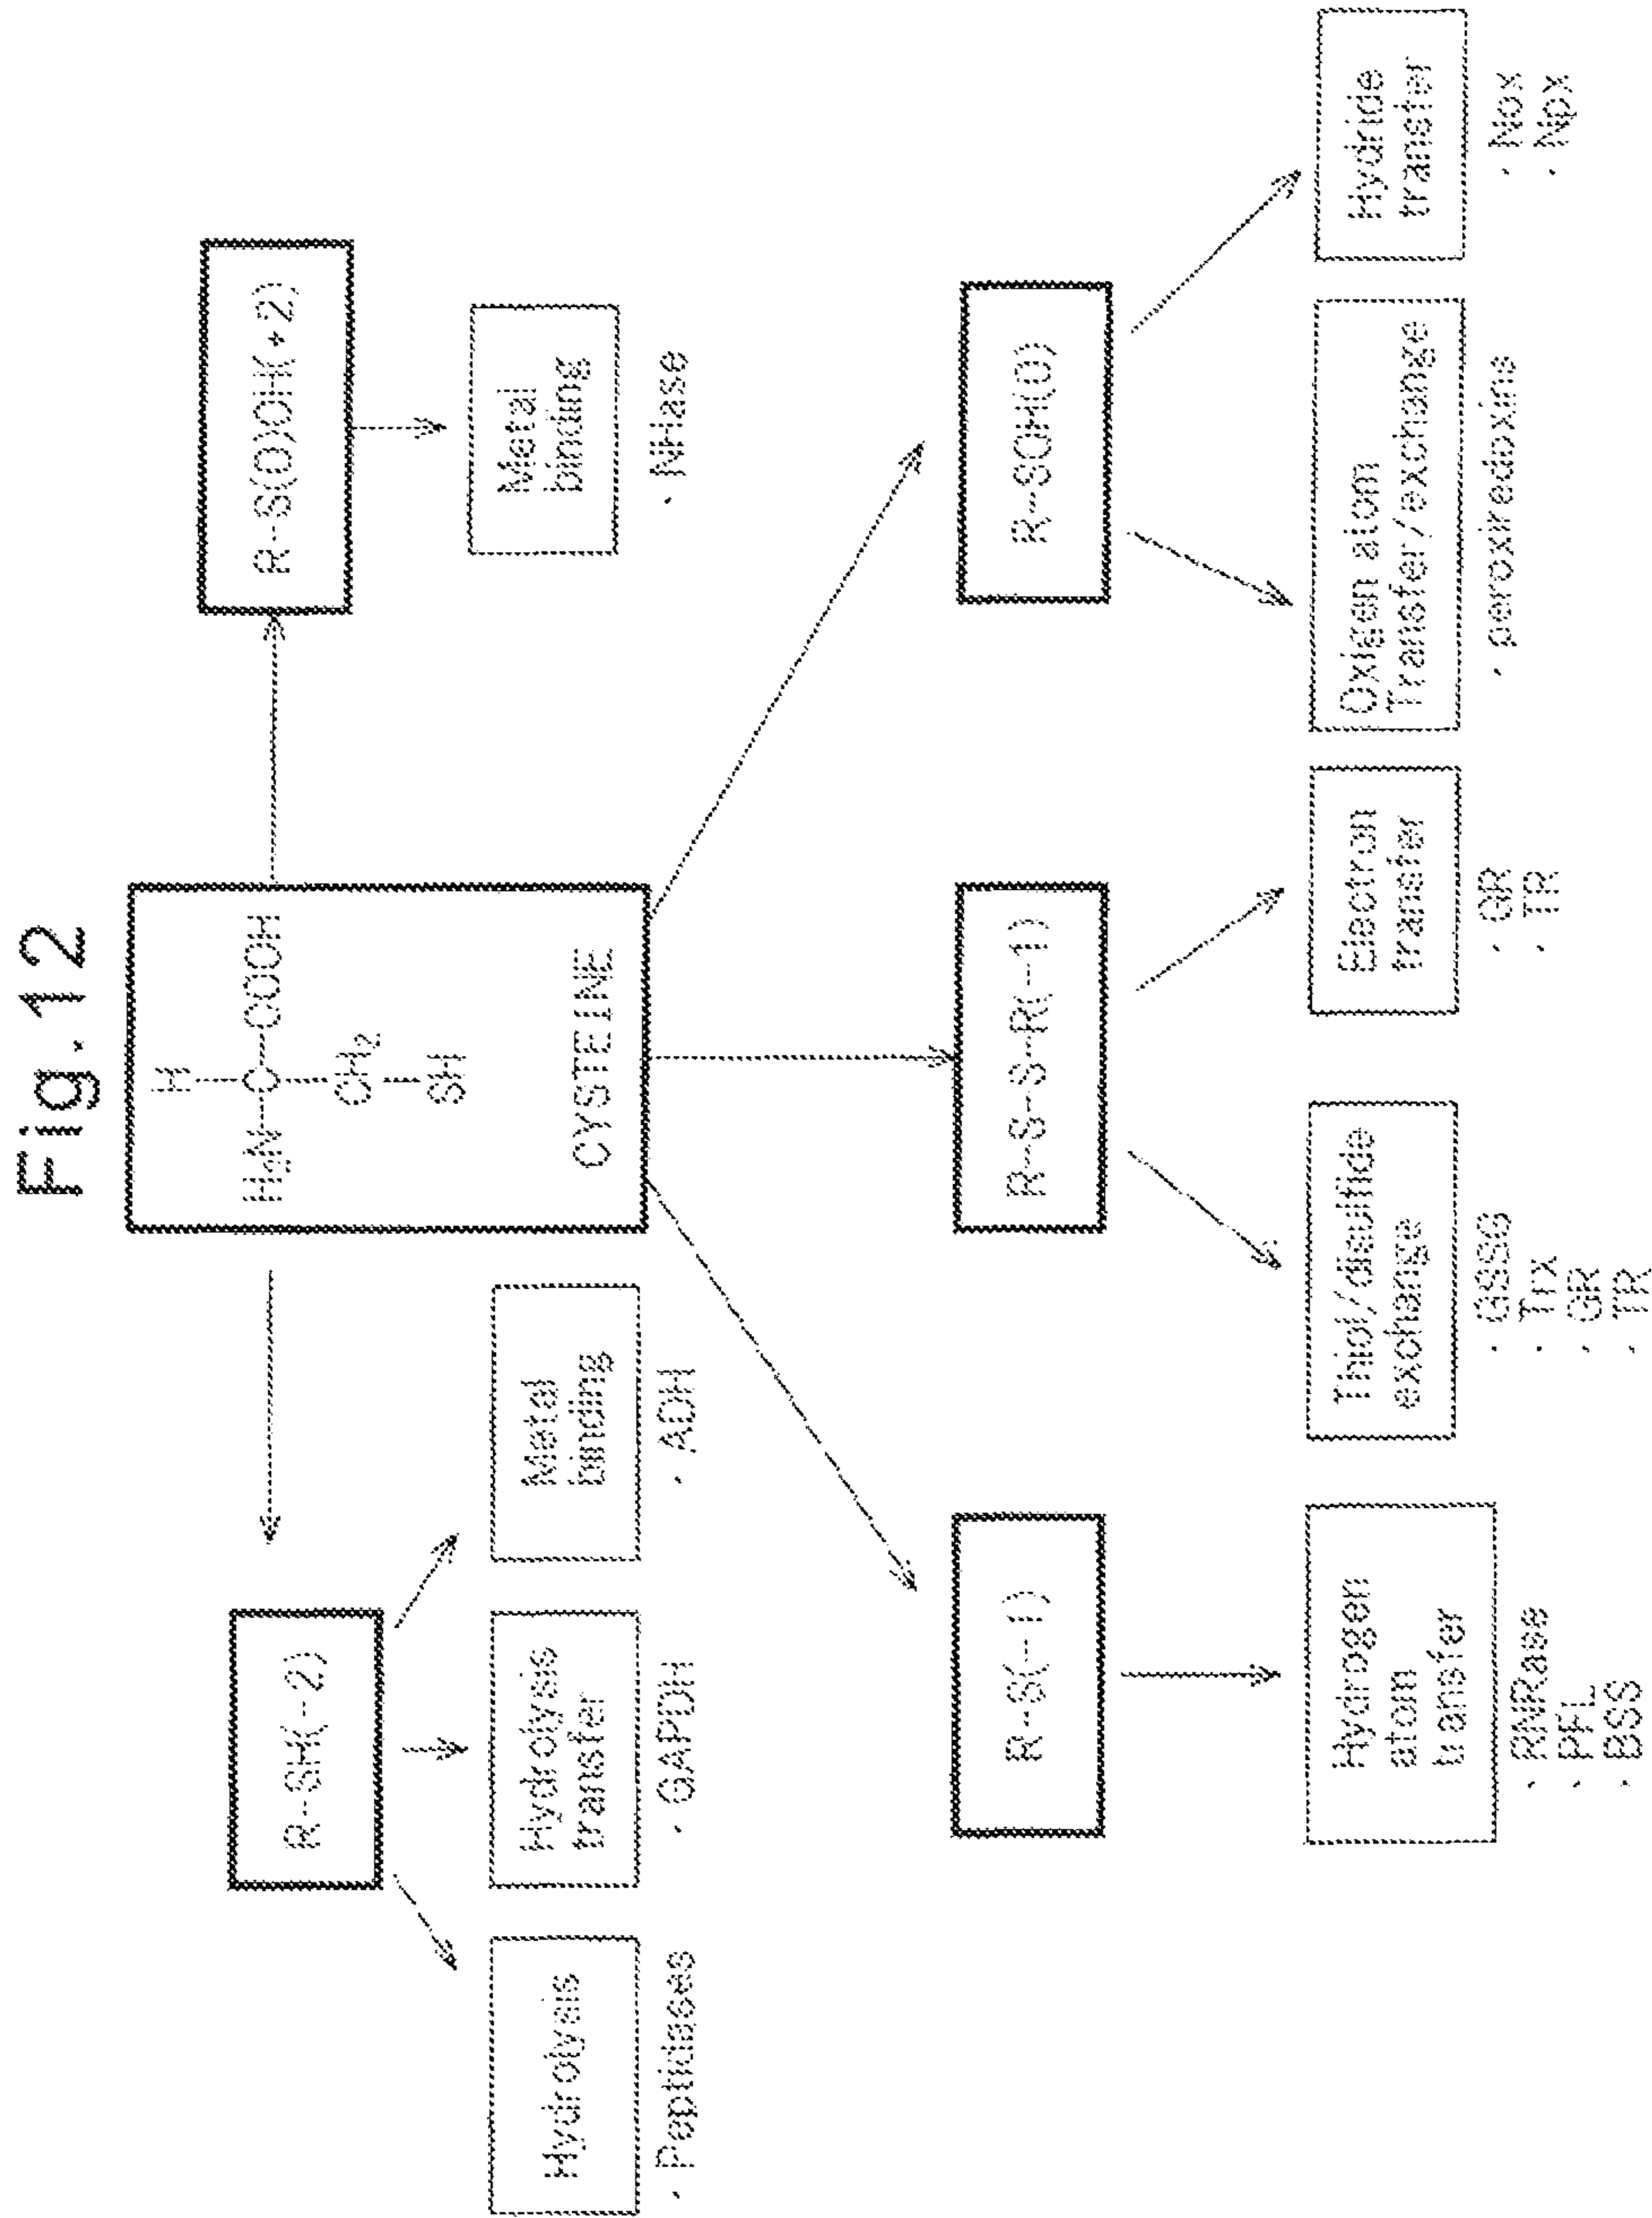 Fig.12
H
H₂N-C-COOH
CH₂
SH
CYSTEINE
R-SH(-2)
Hydrolysis
· Peptidases
Hydrolysis
transfer
· GAPDH
Metal
binding
· ADH
R-S(O)OH(+2)
Metal
binding
· NHase
R-S(-1)
Hydrogen
atom
transfer
· RNRase
· PFL
· BSS
R-S-S-R(-1)
Thiol/disulfide
exchange
· GSSG
· Trx
· GR
· TR
Electron
transfer
· GR
· TR
R-SOH(0)
Oxigen atom
Transfer/exchange
· peroxiredoxins
Hydride
transfer
· Nox
· Npx